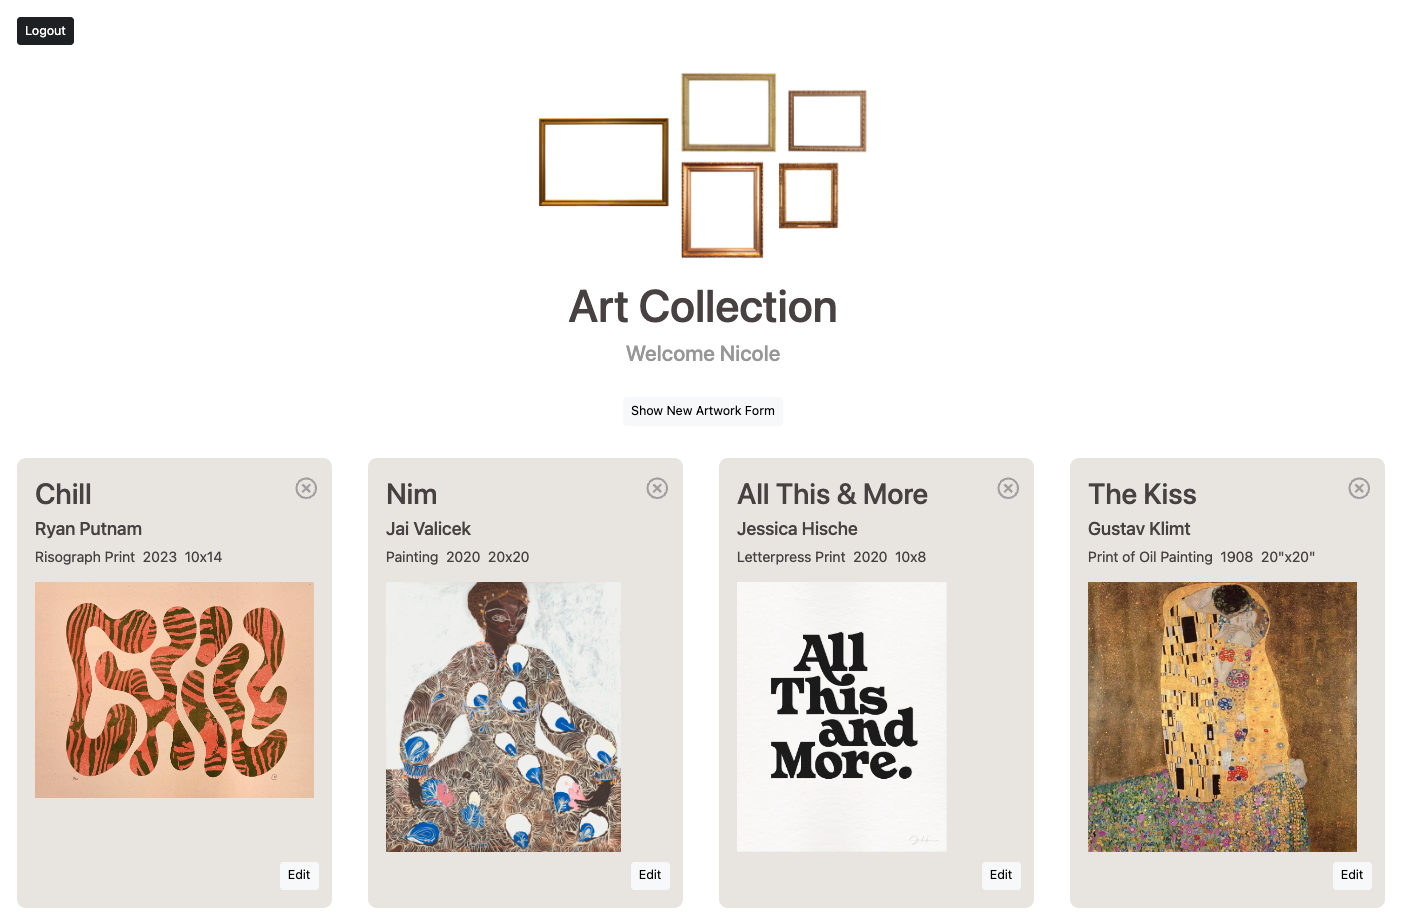 Logout
Art Collection
Welcome Nicole
Show New Artwork Form
Chill
Ryan Putnam
Risograph Print 2023 10x14
Edit
Nim
Jai Valicek
Painting 2020 20x20
Edit
All This & More
Jessica Hische
Letterpress Print 2020 10x8
All
This
and
More.
Edit
The Kiss
Gustav Klimt
Print of Oil Painting 1908 20"x20"
Edit